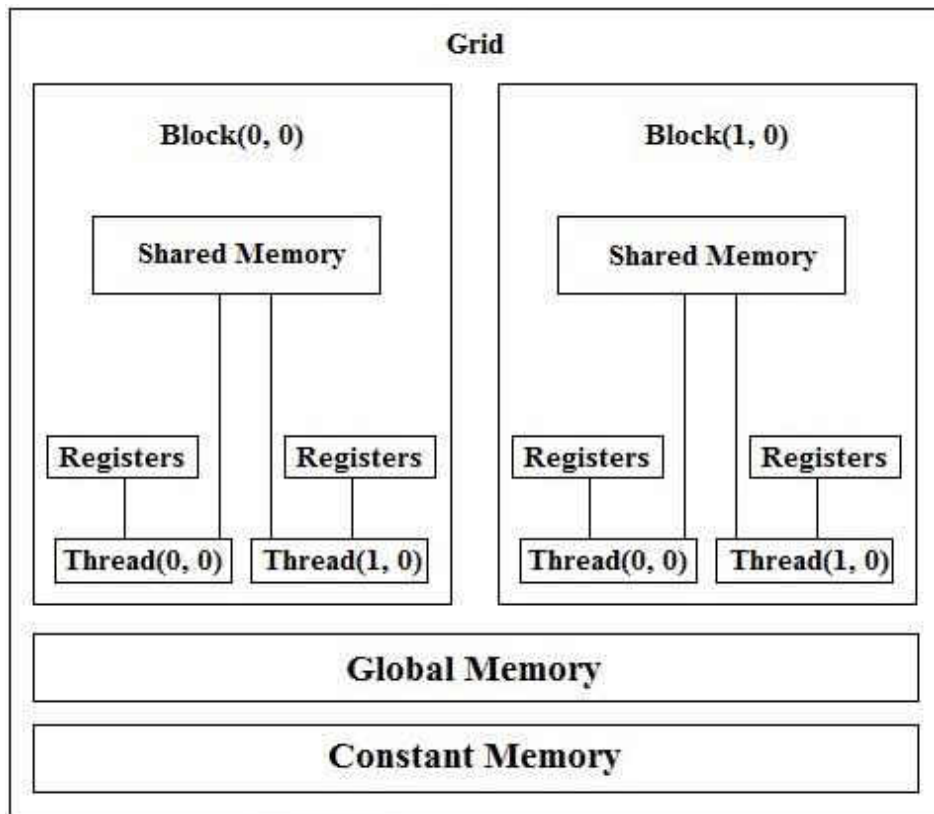 Grid
Block(0, 0)
Block(1, 0)
Shared Memory
Shared Memory
Registers
Registers
Registers
Registers
Thread(0, 0)
Thread(1, 0)
Thread(0, 0)
Thread(1, 0)
Global Memory
Constant Memory